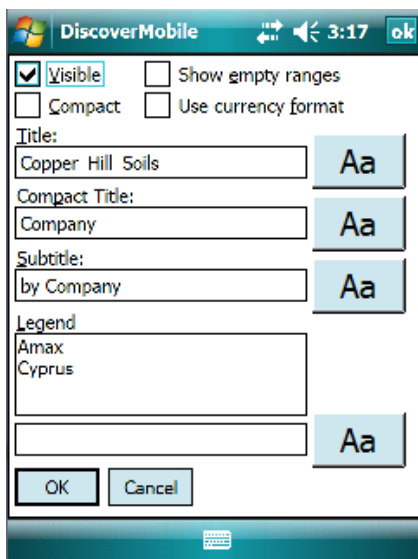 DiscoverMobile 3:17 ok
Visible Show empty ranges
Compact Use currency format
Title:
Copper Hill Soils Aa
Compact Title:
Company Aa
Subtitle:
by Company Aa
Legend
Amax
Cyprus
Aa
OK Cancel